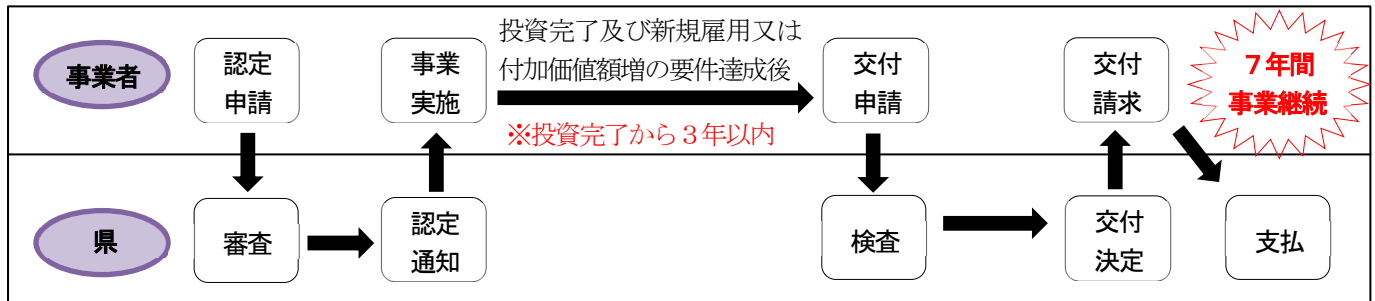 事業者
認定
申請
事業
実施
投資完了及び新規雇用又は
付加価値額増の要件達成後
※投資完了から３年以内
交付
申請
交付
請求
７年間
事業継続
県
審査
認定
通知
検査
交付
決定
支払